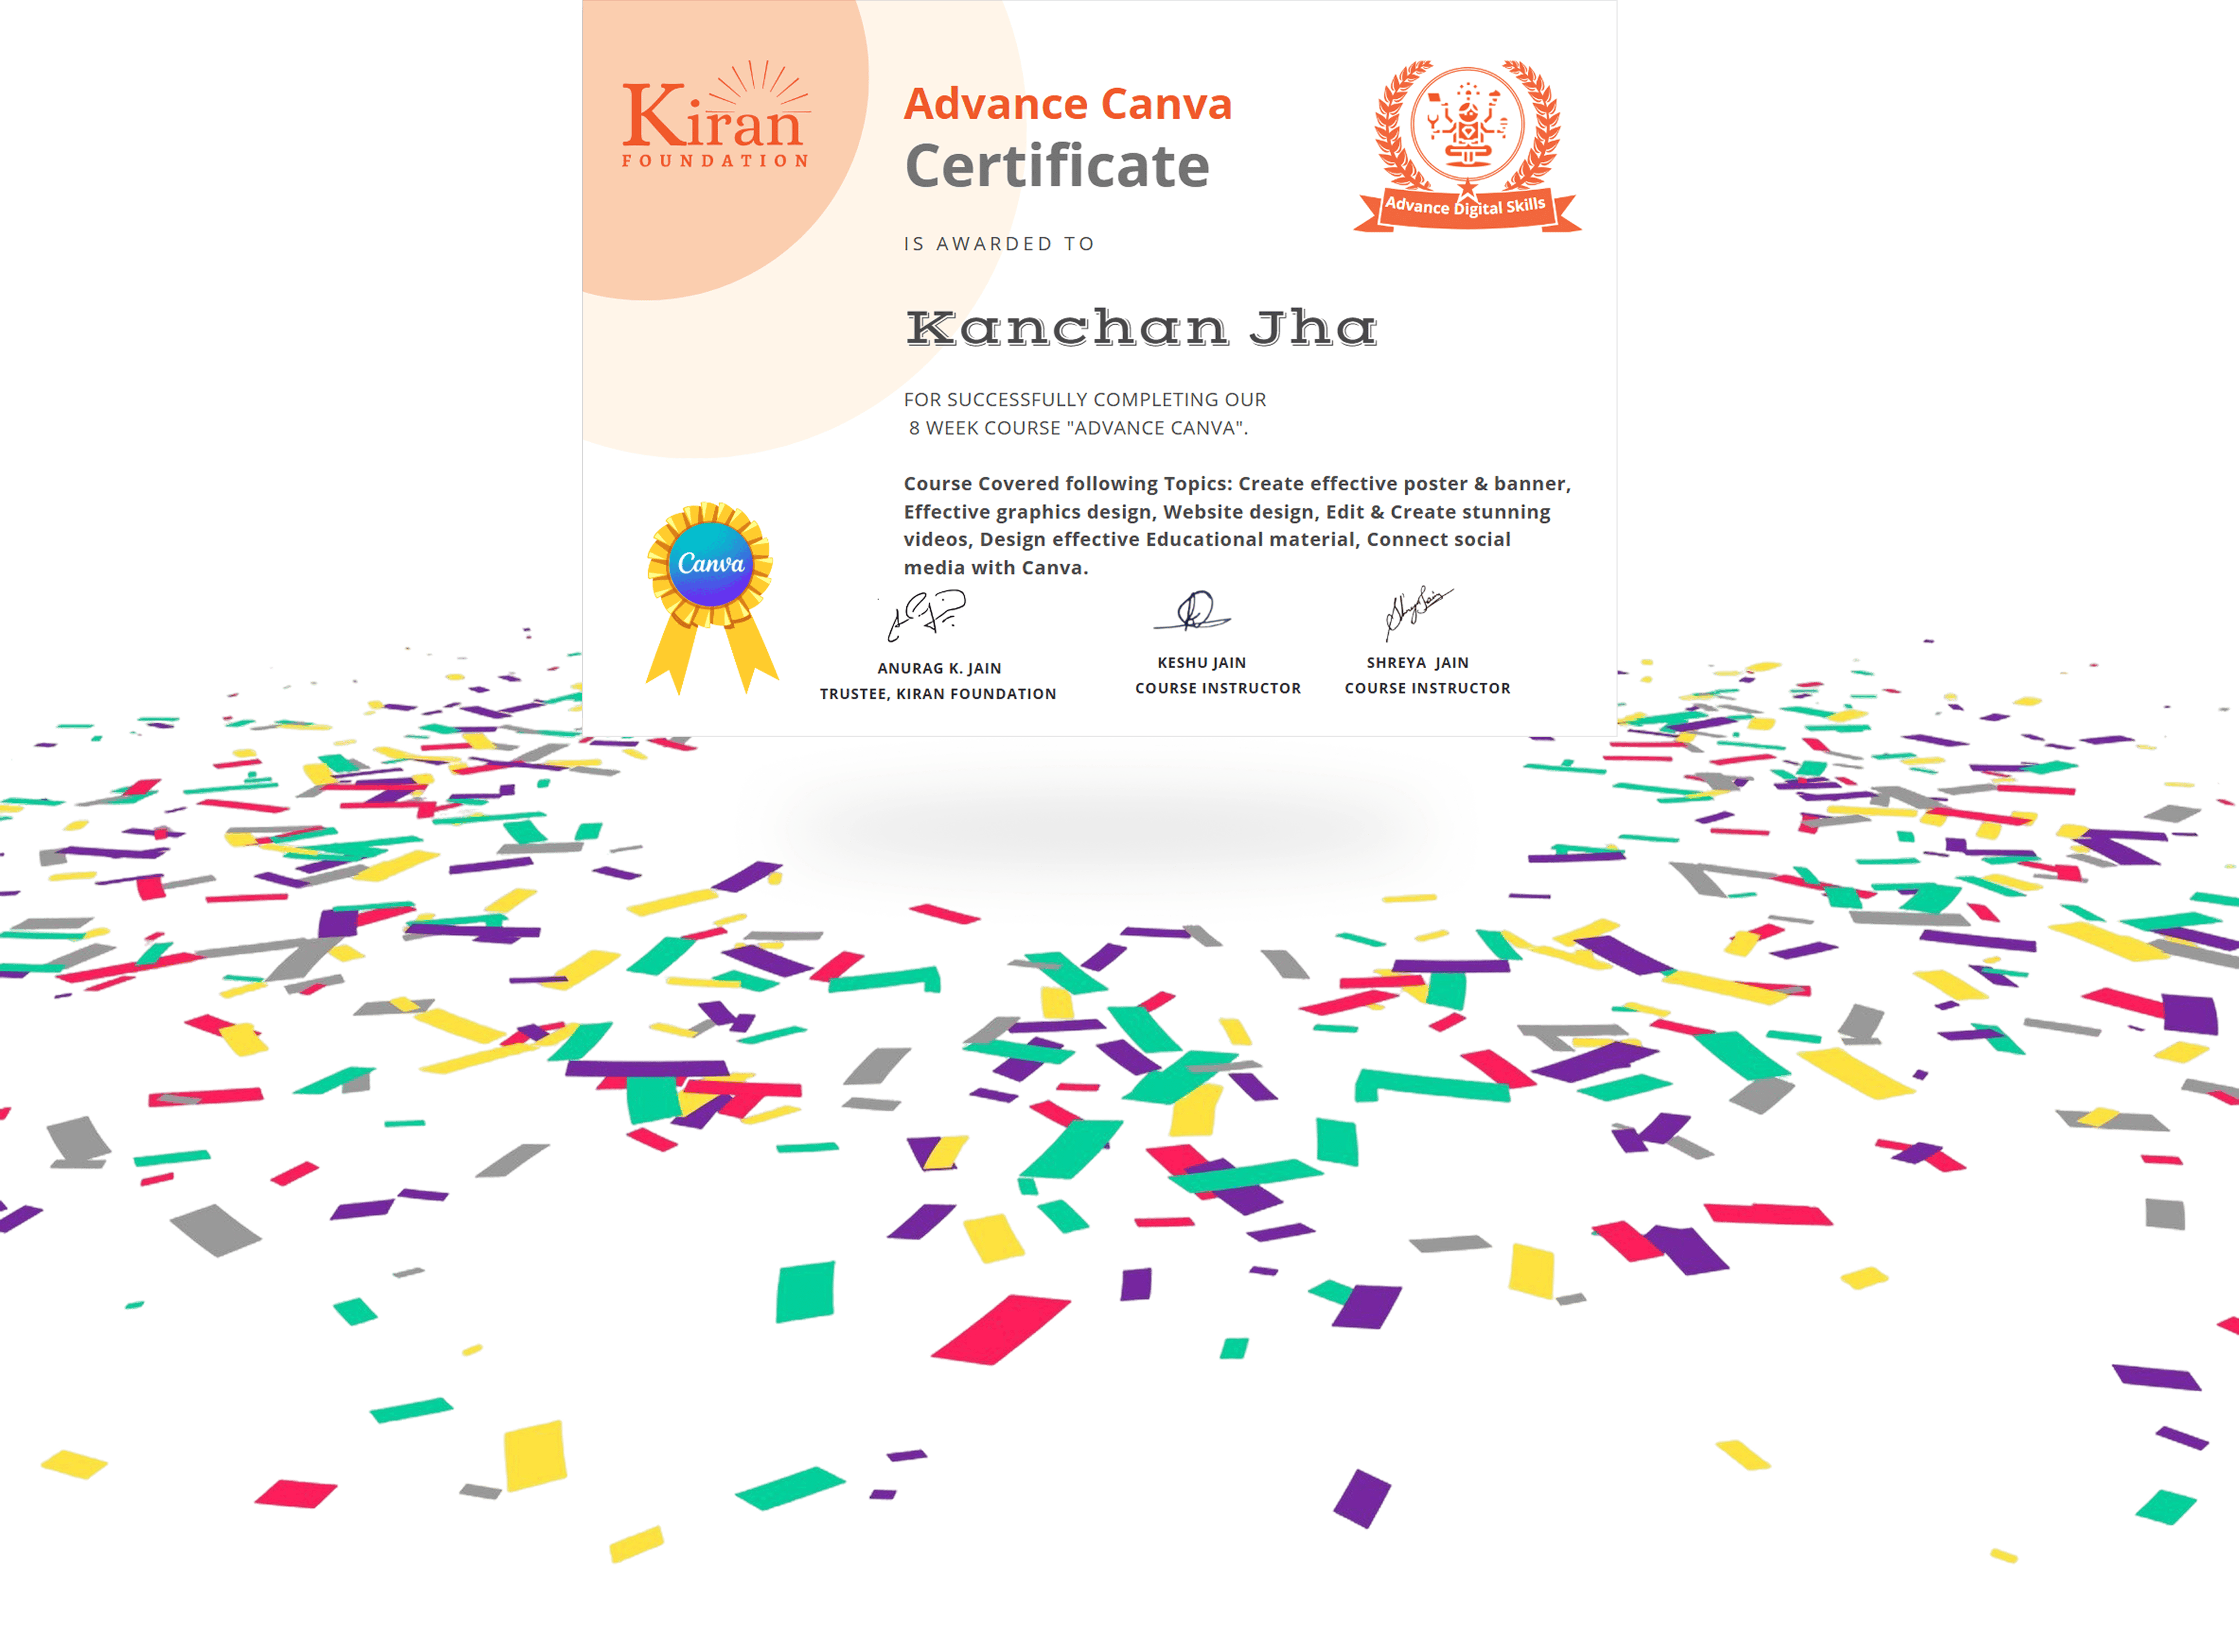 Kiran
FOUNDATION
Advance Canva
Certificate
Advance Digital Skills
IS AWARDED TO
Kanchan Jha
FOR SUCCESSFULLY COMPLETING OUR
8 WEEK COURSE "ADVANCE CANVA".
Course Covered following Topics: Create effective poster & banner,
Effective graphics design, Website design, Edit & Create stunning
videos, Design effective Educational material, Connect social
media with Canva.
Canva
ANURAG K. JAIN
TRUSTEE, KIRAN FOUNDATION
KESHU JAIN
COURSE INSTRUCTOR
Shreya Jain
SHREYA JAIN
COURSE INSTRUCTOR